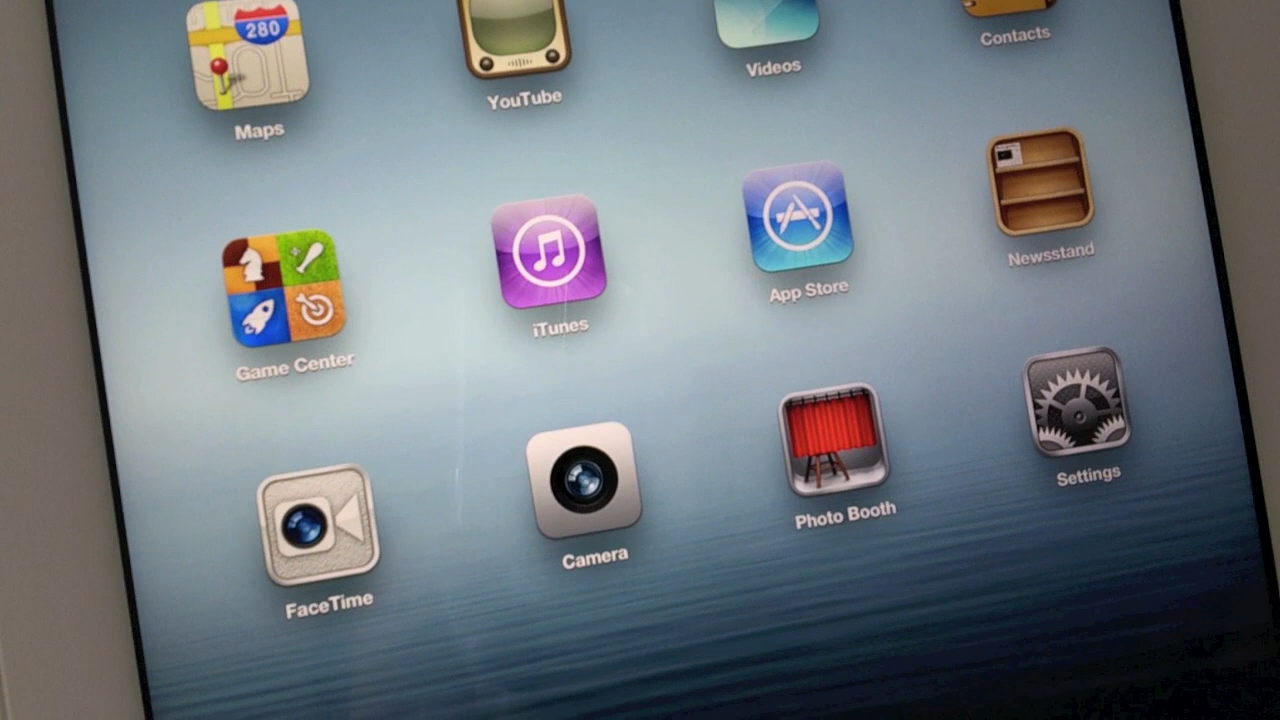 280
Maps
YouTube
Videos
Contacts
Game Center
iTunes
App Store
Newsstand
FaceTime
Camera
Photo Booth
Settings